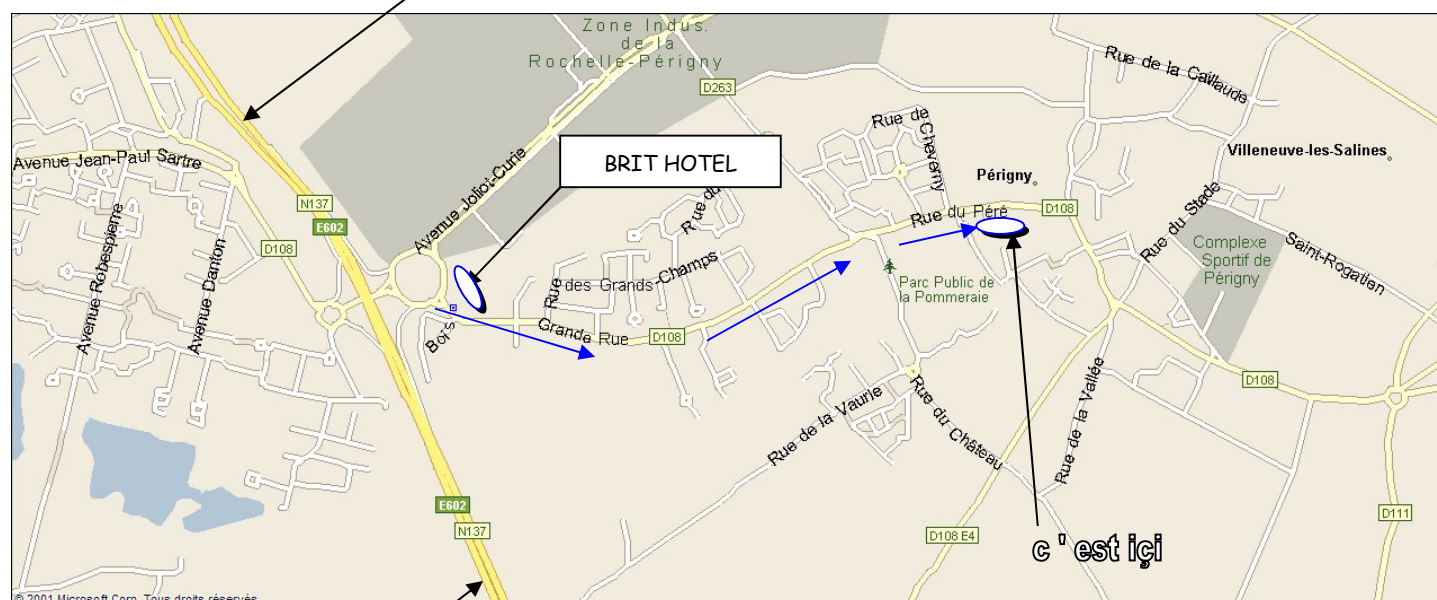 Zone Indus.
de la
Rochelle-Périgny
D263
Rue de la Caillaude
Rue de Cheverny
Avenue Jean-Paul Sartre
BRIT HOTEL
Villeneuve-les-Salines
Périgny
N137
E602
Avenue Joliot-Curie
Rue du
Rue du Péré
D108
Rue du Stade
Avenue Robespierre
Avenue Danton
D108
Complexe
Sportif de
Périgny
Saint-Rogatien
Rue des Grands Champs
Parc Public de
la Pommeraie
Bois
Grande Rue
D108
D108
Rue de la Vaurie
Rue du Château
Rue de la Vallée
E602
N137
D108 E4
D111
c ' est içi
© 2001 Microsoft Corp. Tous droits réservés